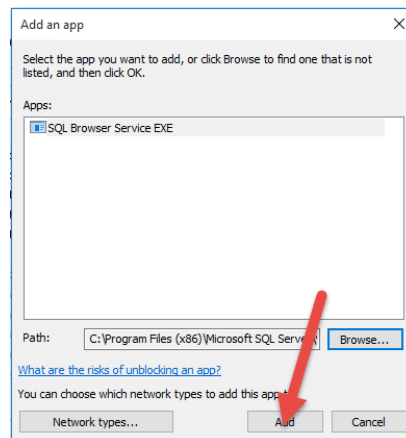 Add an app
Select the app you want to add, or click Browse to find one that is not
listed, and then click OK.
Apps:
SQL Browser Service EXE
Path:
C:\Program Files (x86)\Microsoft SQL Server\
Browse...
What are the risks of unblocking an app?
You can choose which network types to add this app
Network types...
Add
Cancel